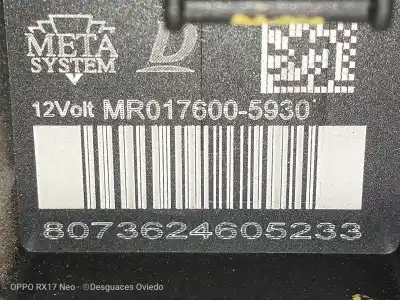 META
SYSTEM
D
12Volt MR017600-5930
8073624605233
OPPO RX17 Neo · ©Desguaces Oviedo